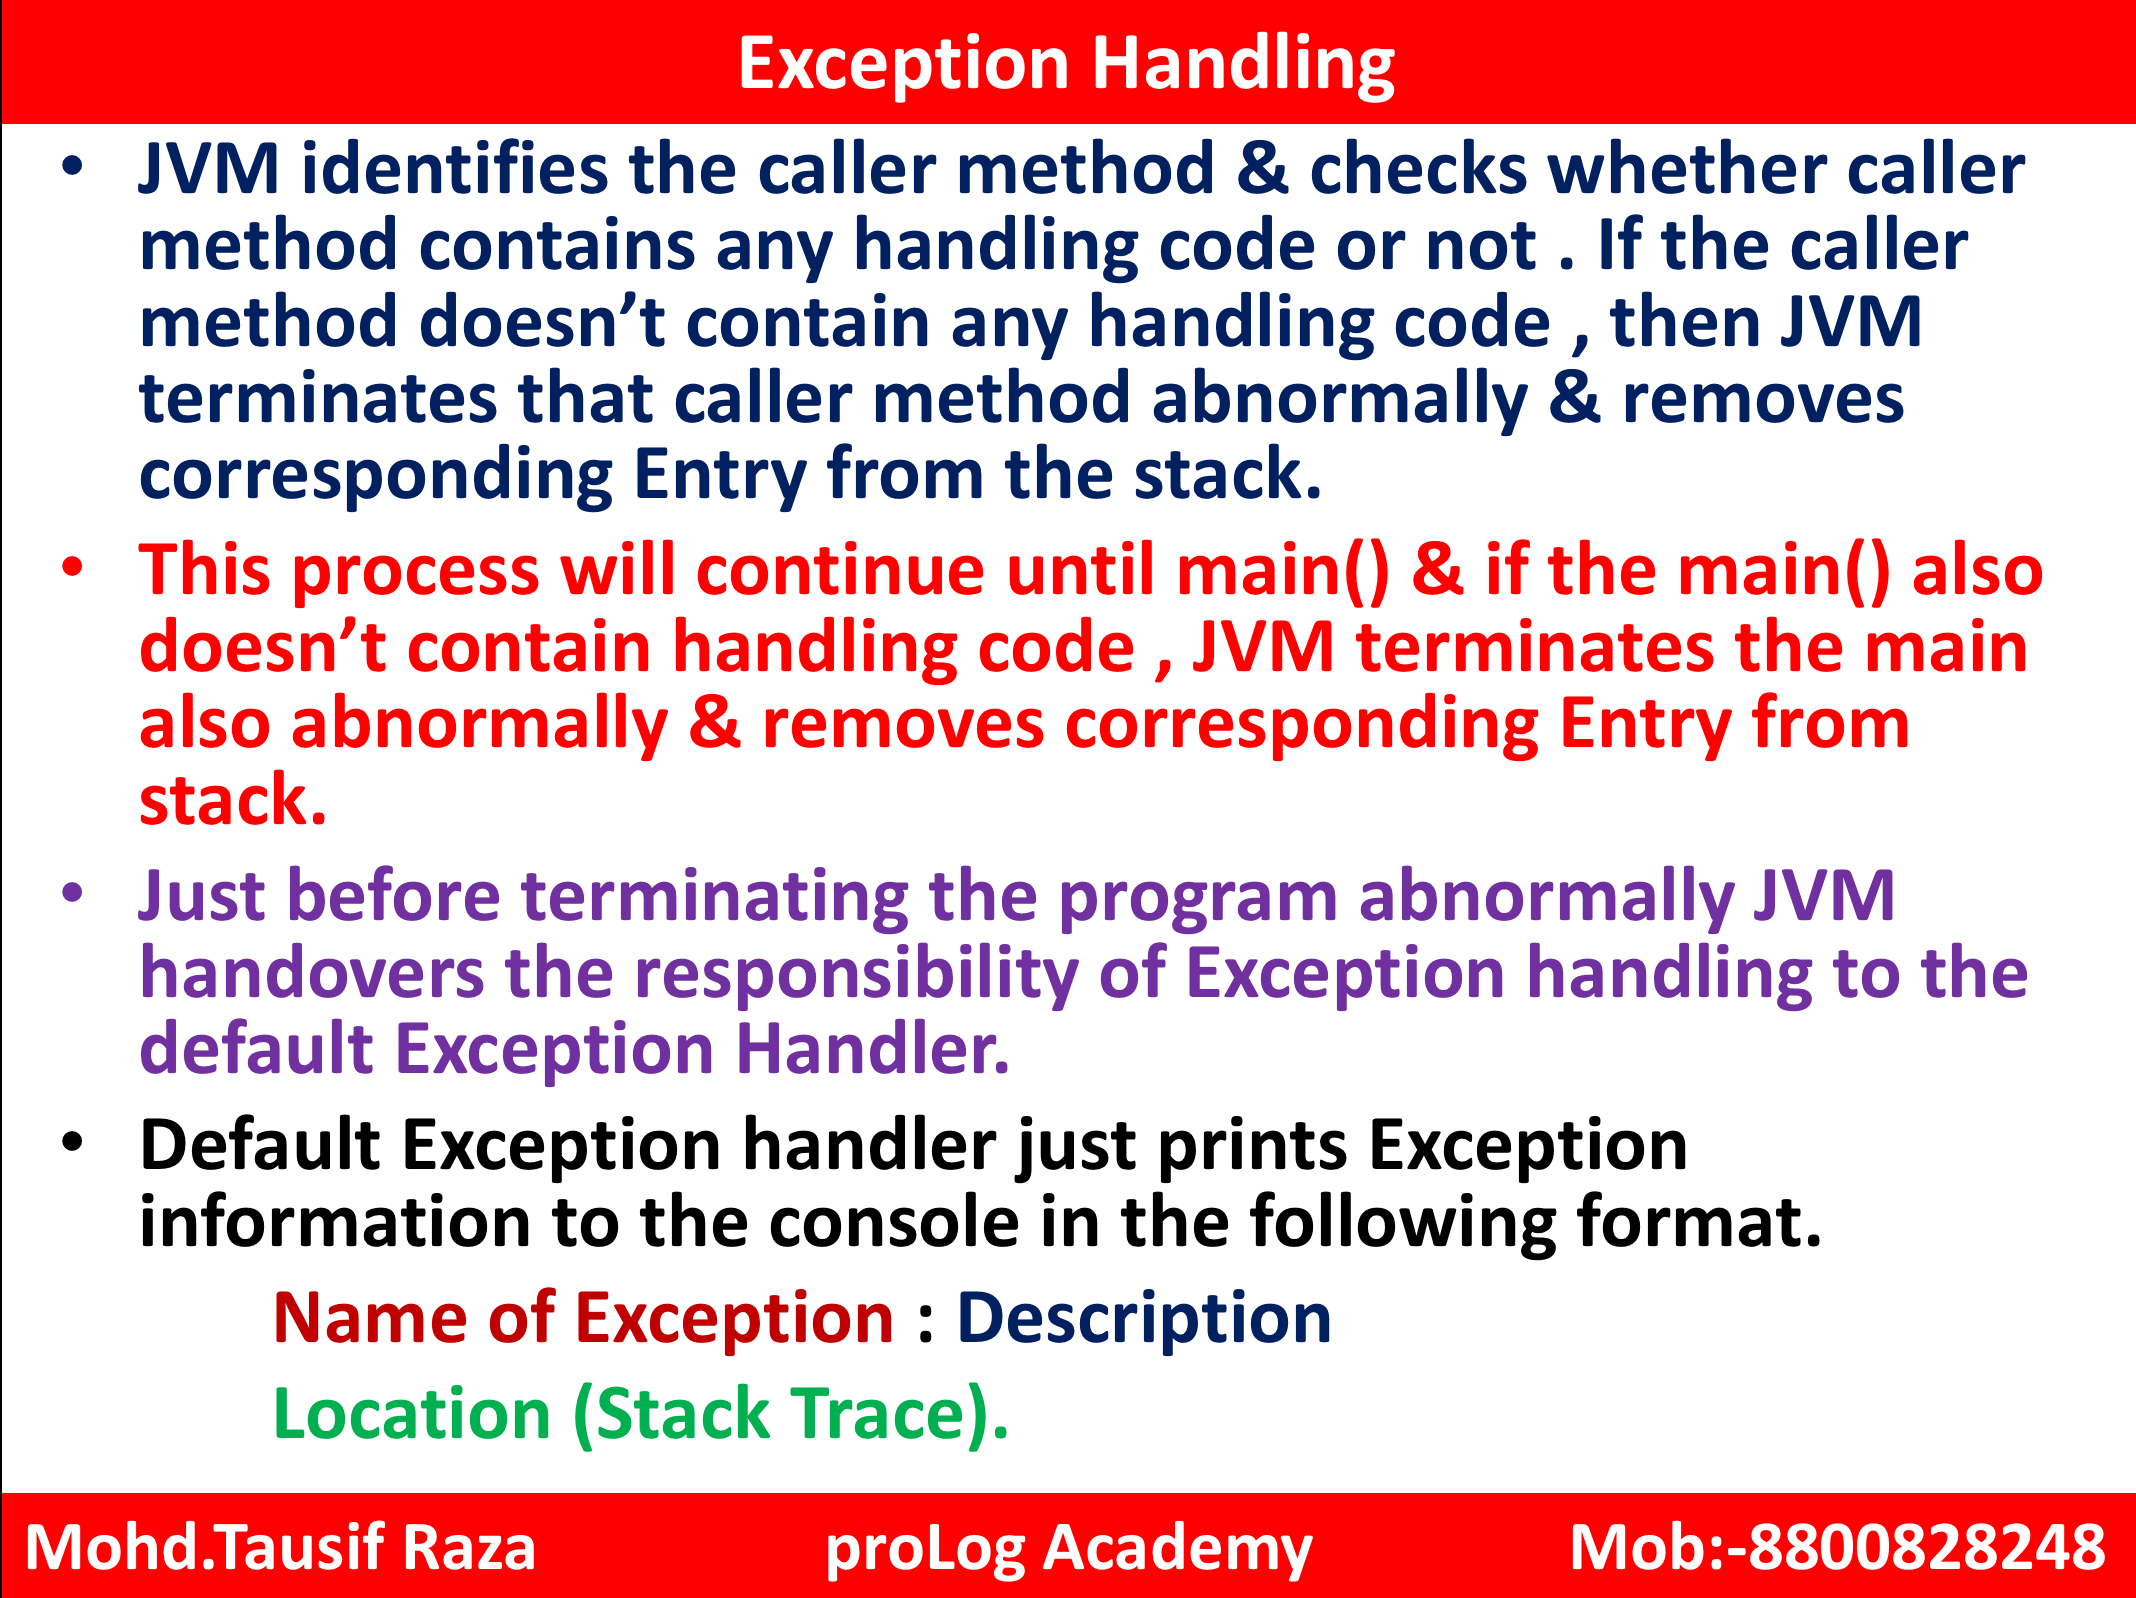 Exception Handling
• JVM identifies the caller method & checks whether caller
method contains any handling code or not . If the caller
method doesn’t contain any handling code , then JVM
terminates that caller method abnormally & removes
corresponding Entry from the stack.
• This process will continue until main() & if the main() also
doesn’t contain handling code , JVM terminates the main
also abnormally & removes corresponding Entry from
stack.
• Just before terminating the program abnormally JVM
handovers the responsibility of Exception handling to the
default Exception Handler.
• Default Exception handler just prints Exception
information to the console in the following format.
Name of Exception : Description
Location (Stack Trace).
Mohd.Tausif Raza proLog Academy Mob:-8800828248